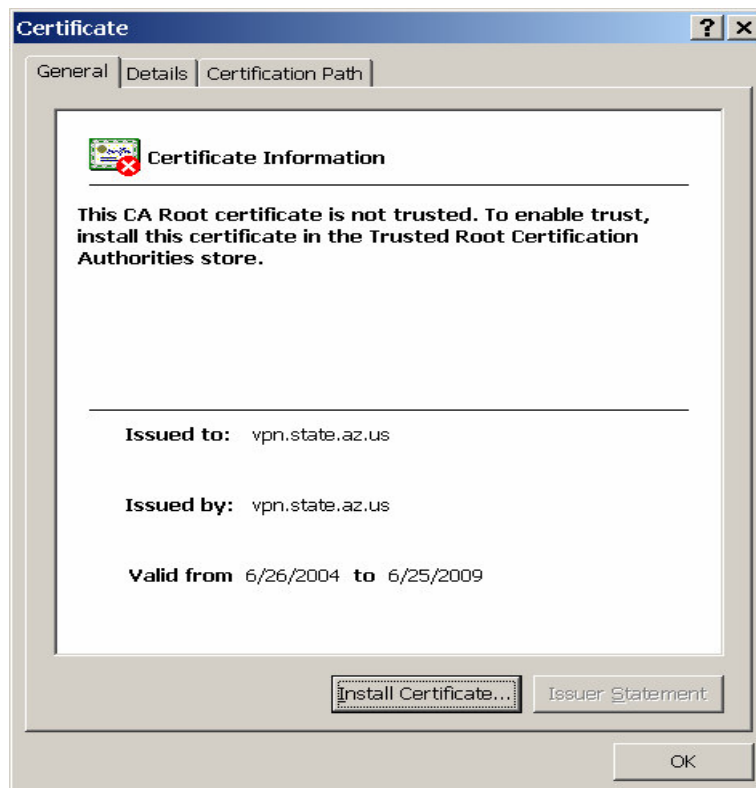 Certificate
General Details Certification Path
Certificate Information
This CA Root certificate is not trusted. To enable trust,
install this certificate in the Trusted Root Certification
Authorities store.
Issued to: vpn.state.az.us
Issued by: vpn.state.az.us
Valid from 6/26/2004 to 6/25/2009
Install Certificate... Issuer Statement
OK